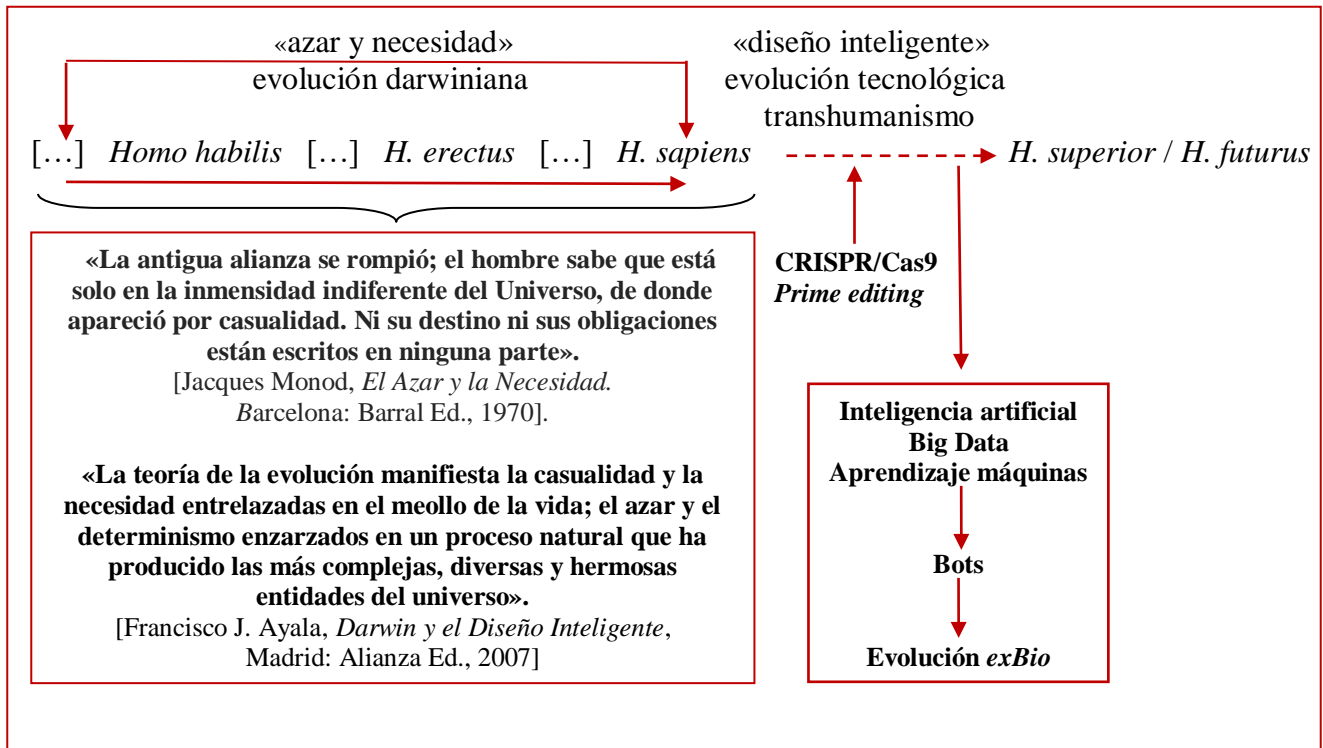 «azar y necesidad»
evolución darwiniana
«diseño inteligente»
evolución tecnológica
transhumanismo
[…] Homo habilis […] H. erectus […] H. sapiens
H. superior / H. futurus
«La antigua alianza se rompió; el hombre sabe que está
solo en la inmensidad indiferente del Universo, de donde
apareció por casualidad. Ni su destino ni sus obligaciones
están escritos en ninguna parte».
[Jacques Monod, El Azar y la Necesidad.
Barcelona: Barral Ed., 1970].
«La teoría de la evolución manifiesta la casualidad y la
necesidad entrelazadas en el meollo de la vida; el azar y el
determinismo enzarzados en un proceso natural que ha
producido las más complejas, diversas y hermosas
entidades del universo».
[Francisco J. Ayala, Darwin y el Diseño Inteligente,
Madrid: Alianza Ed., 2007]
CRISPR/Cas9
Prime editing
Inteligencia artificial
Big Data
Aprendizaje máquinas
Bots
Evolución exBio